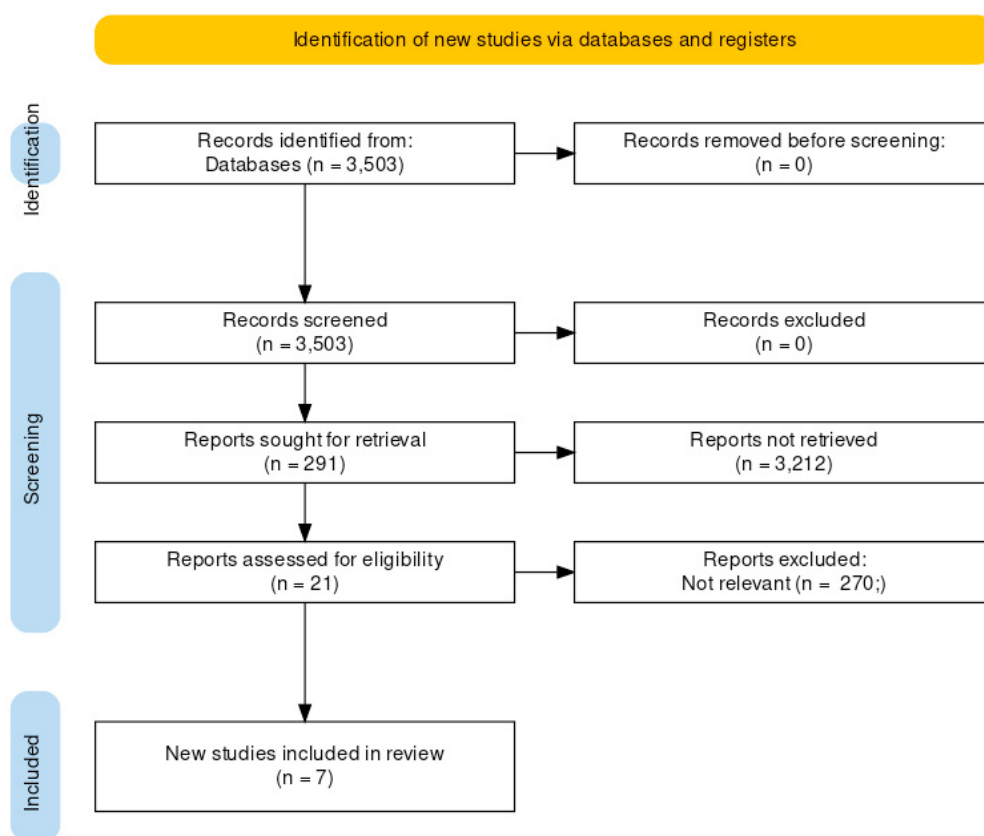 Identification of new studies via databases and registers
Identification
Records identified from:
Databases (n = 3,503)
Records removed before screening:
(n = 0)
Screening
Records screened
(n = 3,503)
Records excluded
(n = 0)
Reports sought for retrieval
(n = 291)
Reports not retrieved
(n = 3,212)
Reports assessed for eligibility
(n = 21)
Reports excluded:
Not relevant (n =  270;)
Included
New studies included in review
(n = 7)